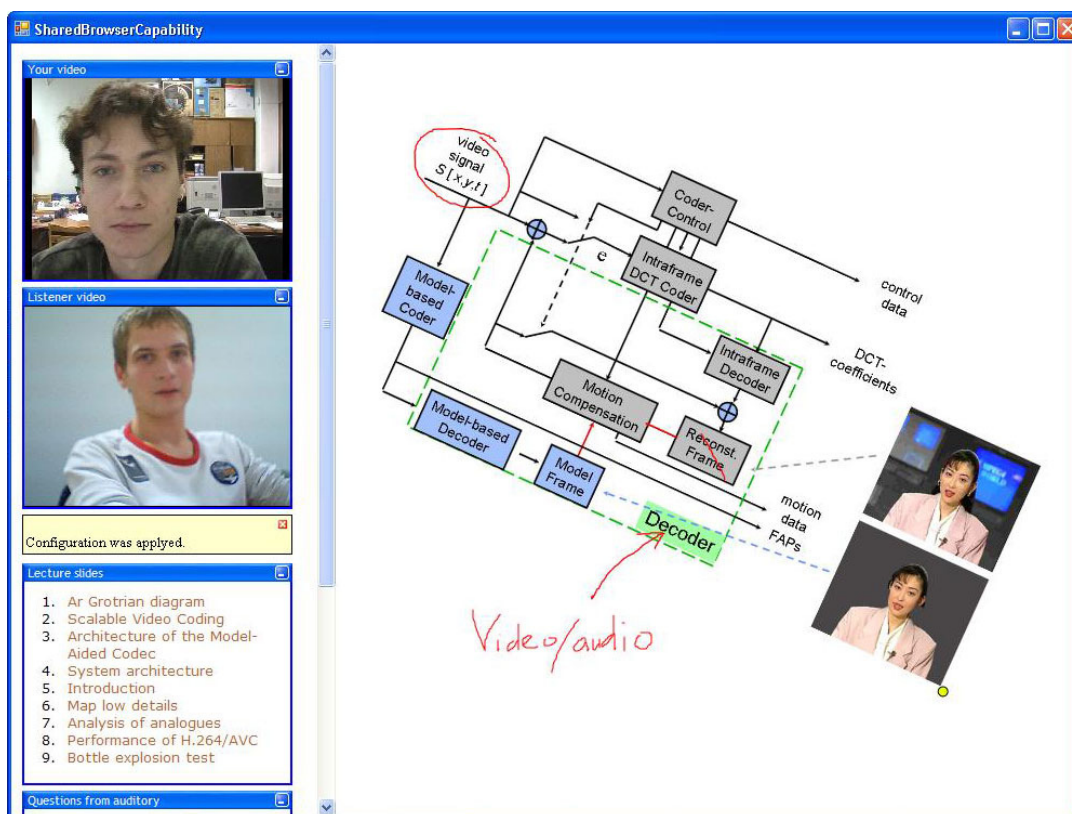 SharedBrowserCapability
Your video
Listener video
Configuration was applyed.
Lecture slides
1. Ar Grotrian diagram
2. Scalable Video Coding
3. Architecture of the Model-
Aided Codec
4. System architecture
5. Introduction
6. Map low details
7. Analysis of analogues
8. Performance of H.264/AVC
9. Bottle explosion test
Questions from auditory
video
signal
S[x,y,t]
Coder-
Control
control
data
e
Intraframe
DCT Coder
Model-
based
Coder
DCT-
coefficients
Intraframe
Decoder
Motion
Compensation
Model-based
Decoder
Reconst.
Frame
Model
Frame
motion
data
FAPs
Decoder
Video/audio